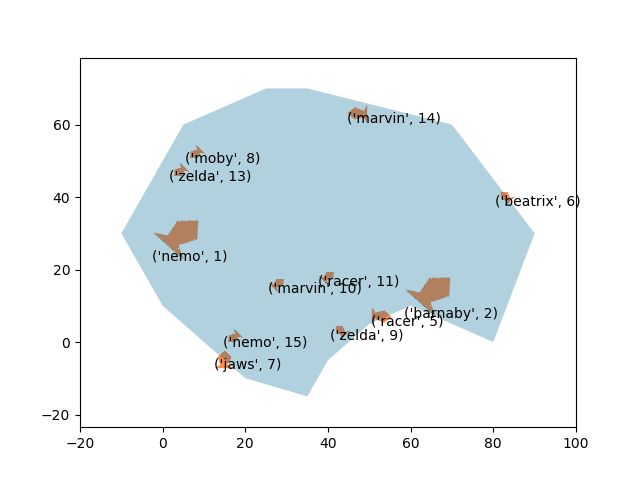 ('marvin', 14)
('moby', 8)
('zelda', 13)
('beatrix', 6)
('nemo', 1)
('racer', 11)
('marvin', 10)
('barnaby', 2)
('racer', 5)
('zelda', 9)
('nemo', 15)
('jaws', 7)
60
40
20
0
−20
−20
0
20
40
60
80
100